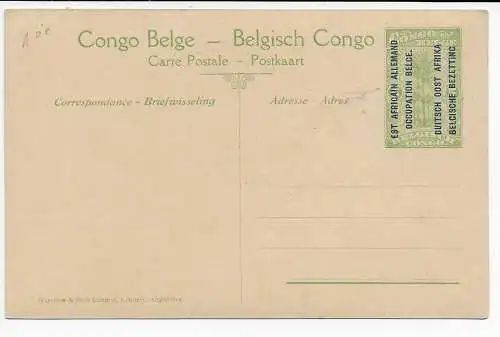 Congo Belge — Belgisch Congo
Carte Postale - Postkaart
Correspondance - Briefwisseling
Adresse Adres
EST AFRICAIN ALLEMAND
OCCUPATION BELGE.
DUITSCH OOST AFRIKA
BELGISCHE BEZETTING.
CONGO